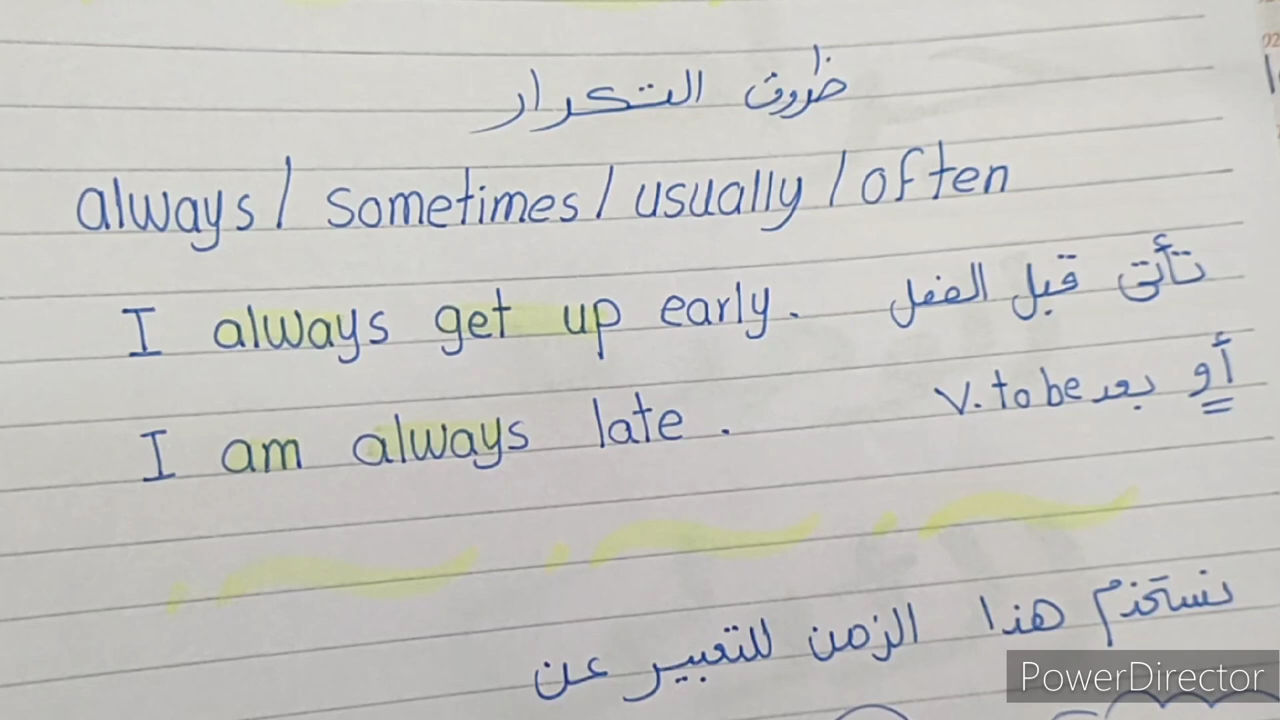 ظروف التكرار
always / sometimes / usually / often
I always get up early. تأتى قبل الفعل
I am always late. أو بعد v. to be
نستخدم هذا الزمن للتعبير عن
PowerDirector